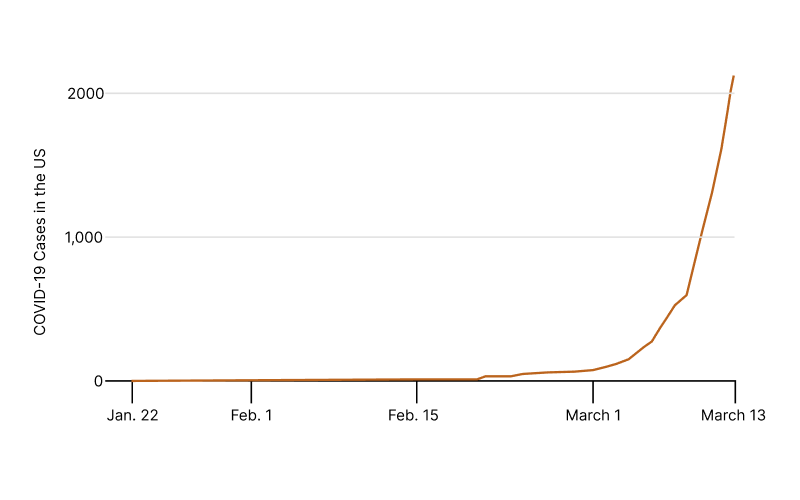 COVID-19 Cases in the US
2000
1,000
0
Jan. 22
Feb. 1
Feb. 15
March 1
March 13